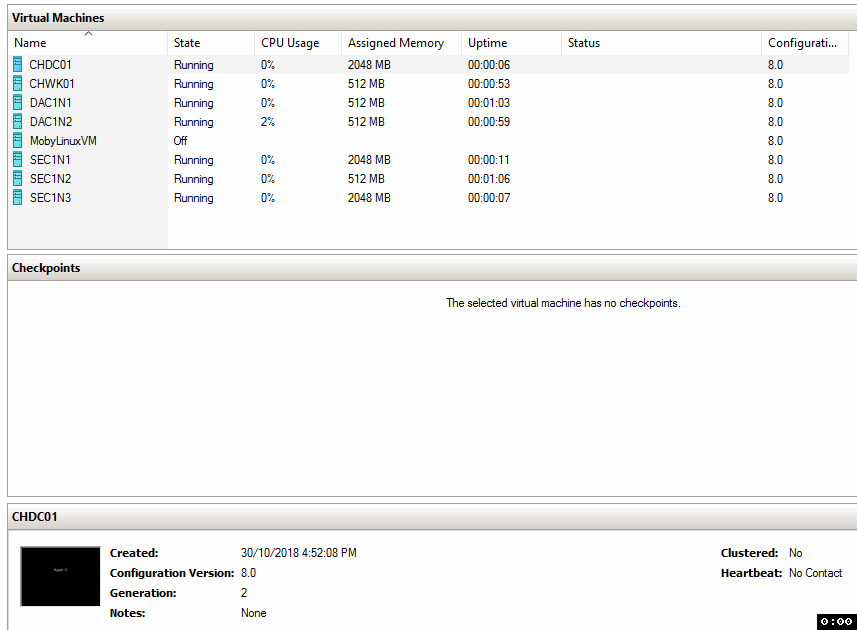 Virtual Machines
Name State CPU Usage Assigned Memory Uptime Status Configurati...
CHDC01 Running 0% 2048 MB 00:00:06 8.0
CHWK01 Running 0% 512 MB 00:00:53 8.0
DAC1N1 Running 0% 512 MB 00:01:03 8.0
DAC1N2 Running 2% 512 MB 00:00:59 8.0
MobyLinuxVM Off 8.0
SEC1N1 Running 0% 2048 MB 00:00:11 8.0
SEC1N2 Running 0% 512 MB 00:01:06 8.0
SEC1N3 Running 0% 2048 MB 00:00:07 8.0
Checkpoints
The selected virtual machine has no checkpoints.
CHDC01
Created: 30/10/2018 4:52:08 PM Clustered: No
Configuration Version: 8.0 Heartbeat: No Contact
Generation: 2
Notes: None
0:00